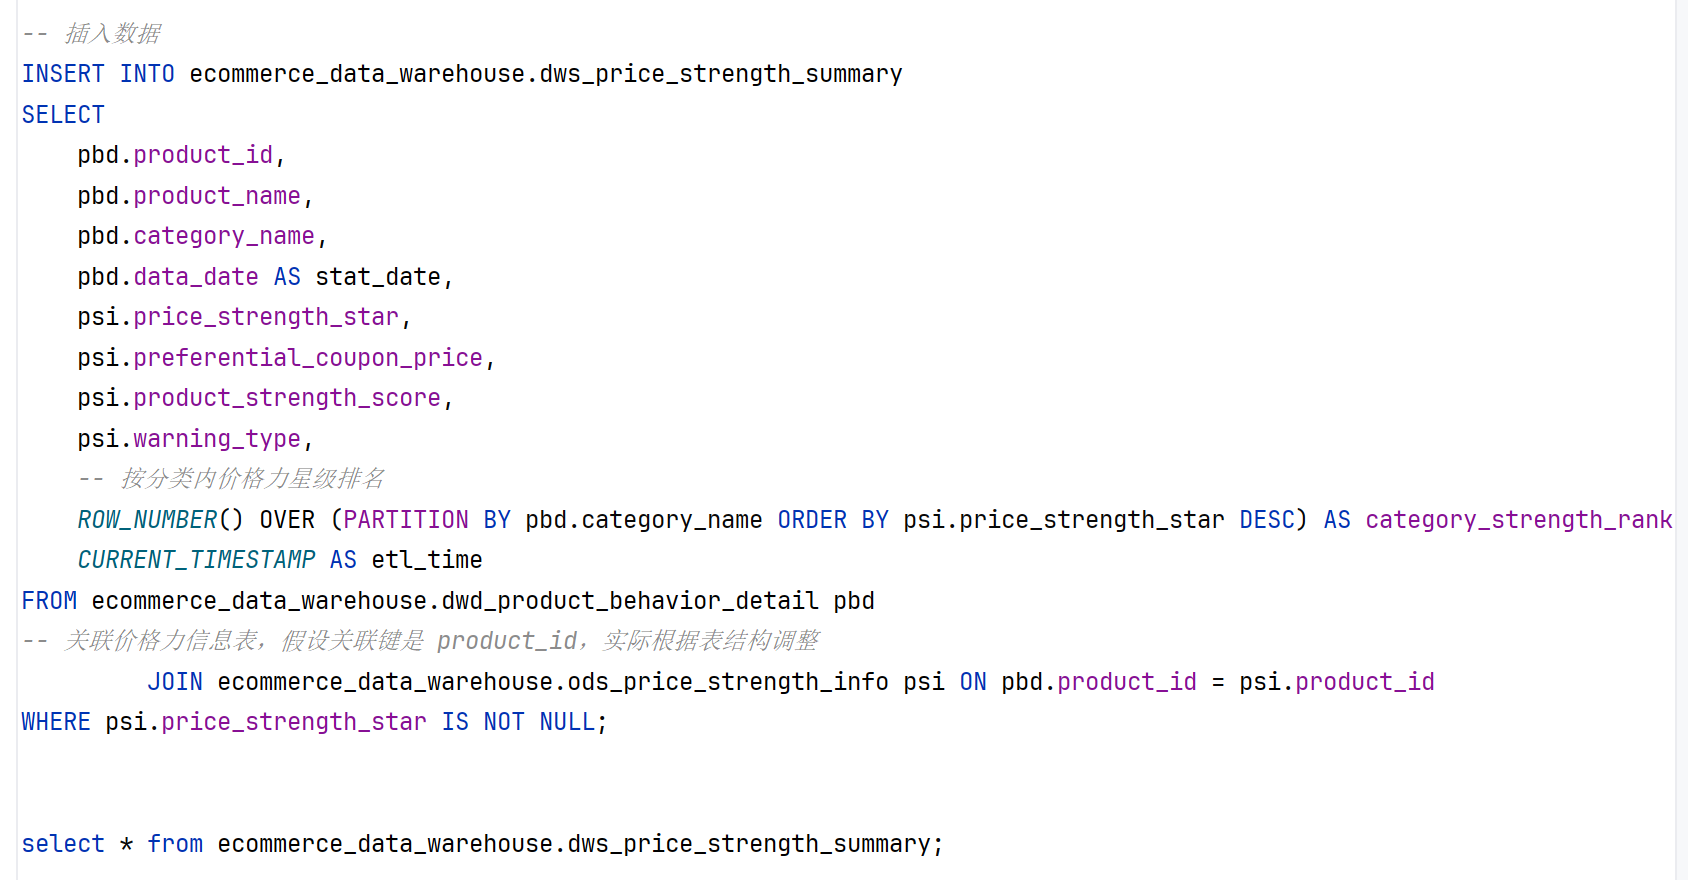 -- 插入数据
INSERT INTO ecommerce_data_warehouse.dws_price_strength_summary
SELECT
    pbd.product_id,
    pbd.product_name,
    pbd.category_name,
    pbd.data_date AS stat_date,
    psi.price_strength_star,
    psi.preferential_coupon_price,
    psi.product_strength_score,
    psi.warning_type,
    -- 按分类内价格力星级排名
    ROW_NUMBER() OVER (PARTITION BY pbd.category_name ORDER BY psi.price_strength_star DESC) AS category_strength_rank
    CURRENT_TIMESTAMP AS etl_time
FROM ecommerce_data_warehouse.dwd_product_behavior_detail pbd
-- 关联价格力信息表，假设关联键是 product_id，实际根据表结构调整
         JOIN ecommerce_data_warehouse.ods_price_strength_info psi ON pbd.product_id = psi.product_id
WHERE psi.price_strength_star IS NOT NULL;
select * from ecommerce_data_warehouse.dws_price_strength_summary;